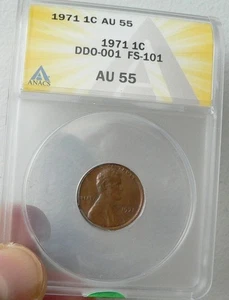 1971 1C AU 55
1971 1C
DDO-001 FS-101
AU 55
ANACS